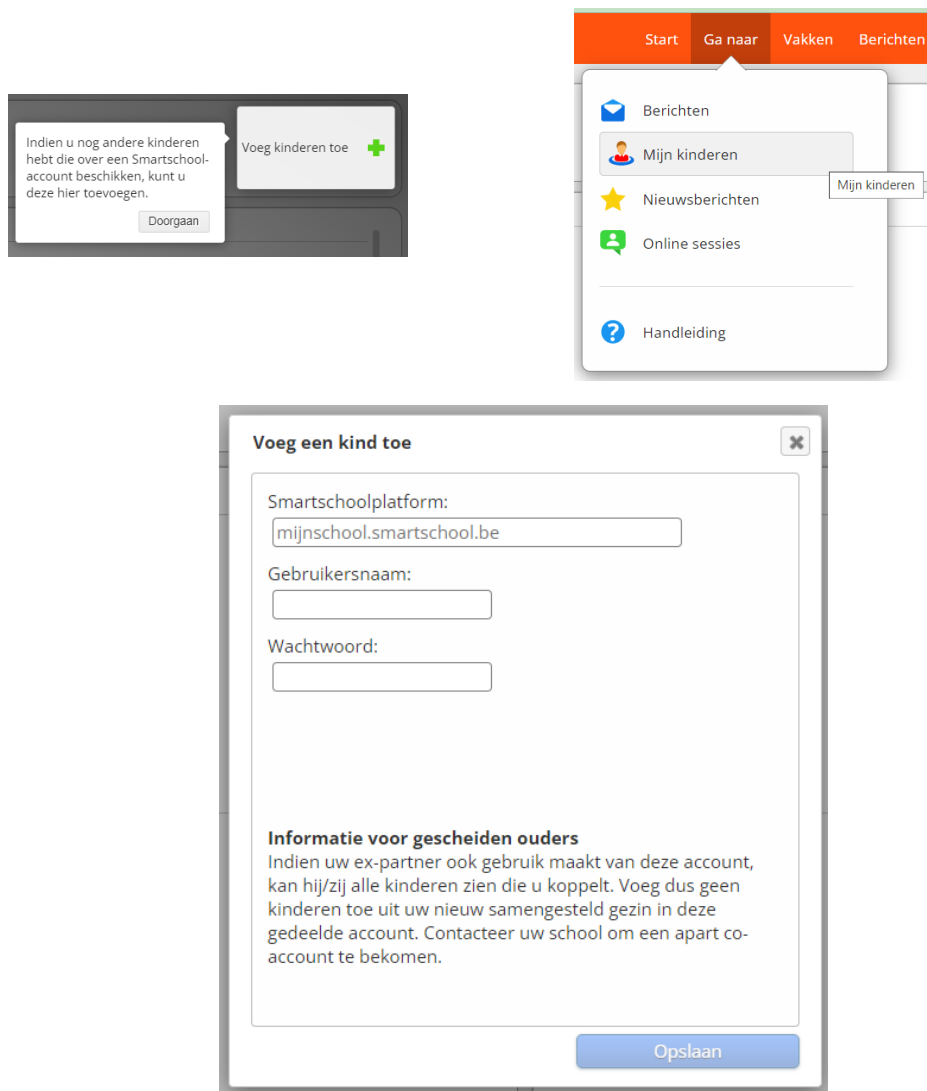 Indien u nog andere kinderen
hebt die over een Smartschool-
account beschikken, kunt u
deze hier toevoegen.
Doorgaan
Voeg kinderen toe
Start Ga naar Vakken Berichten
Berichten
Mijn kinderen
Mijn kinderen
Nieuwsberichten
Online sessies
Handleiding
Voeg een kind toe
Smartschoolplatform:
mijnschool.smartschool.be
Gebruikersnaam:
Wachtwoord:
Informatie voor gescheiden ouders
Indien uw ex-partner ook gebruik maakt van deze account,
kan hij/zij alle kinderen zien die u koppelt. Voeg dus geen
kinderen toe uit uw nieuw samengesteld gezin in deze
gedeelde account. Contacteer uw school om een apart co-
account te bekomen.
Opslaan